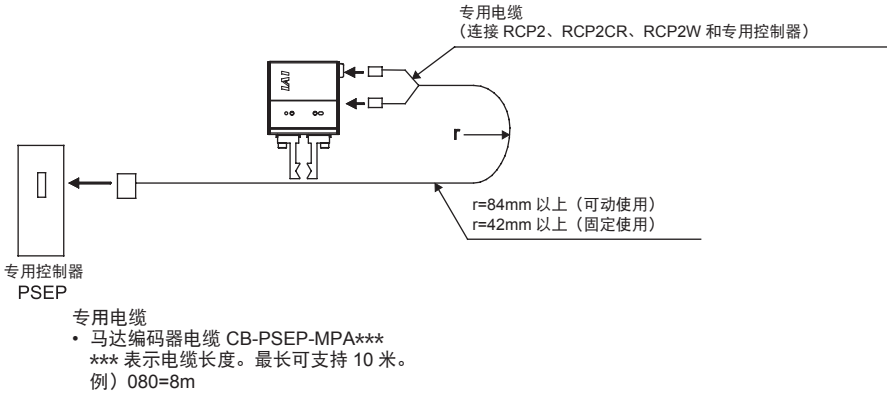 专用电缆
（连接 RCP2、RCP2CR、RCP2W 和专用控制器）
IAI
r
r=84mm 以上（可动使用）
r=42mm 以上（固定使用）
专用控制器
PSEP
专用电缆
• 马达编码器电缆 CB-PSEP-MPA***
*** 表示电缆长度。最长可支持 10 米。
例）080=8m